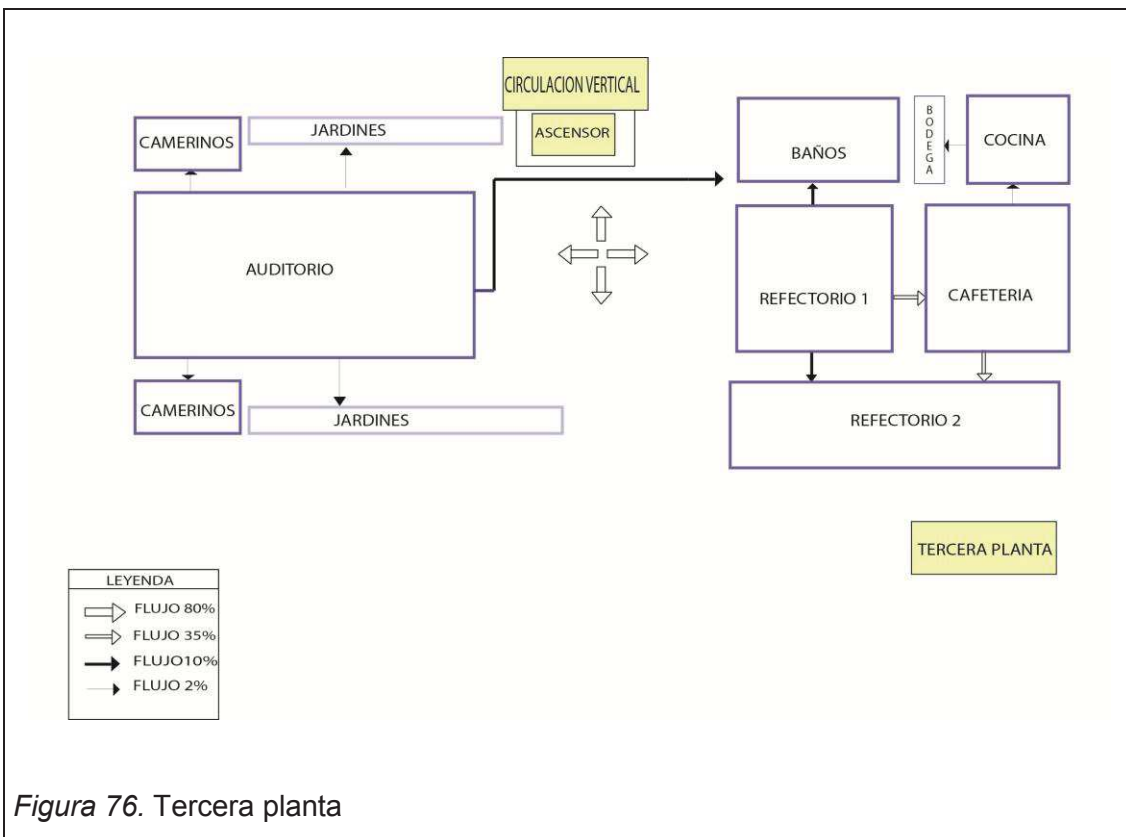 CIRCULACION VERTICAL
ASCENSOR
CAMERINOS
JARDINES
AUDITORIO
CAMERINOS
JARDINES
BAÑOS
BODEGA
COCINA
REFECTORIO 1
CAFETERIA
REFECTORIO 2
TERCERA PLANTA
LEYENDA
FLUJO 80%
FLUJO 35%
FLUJO10%
FLUJO 2%
Figura 76. Tercera planta